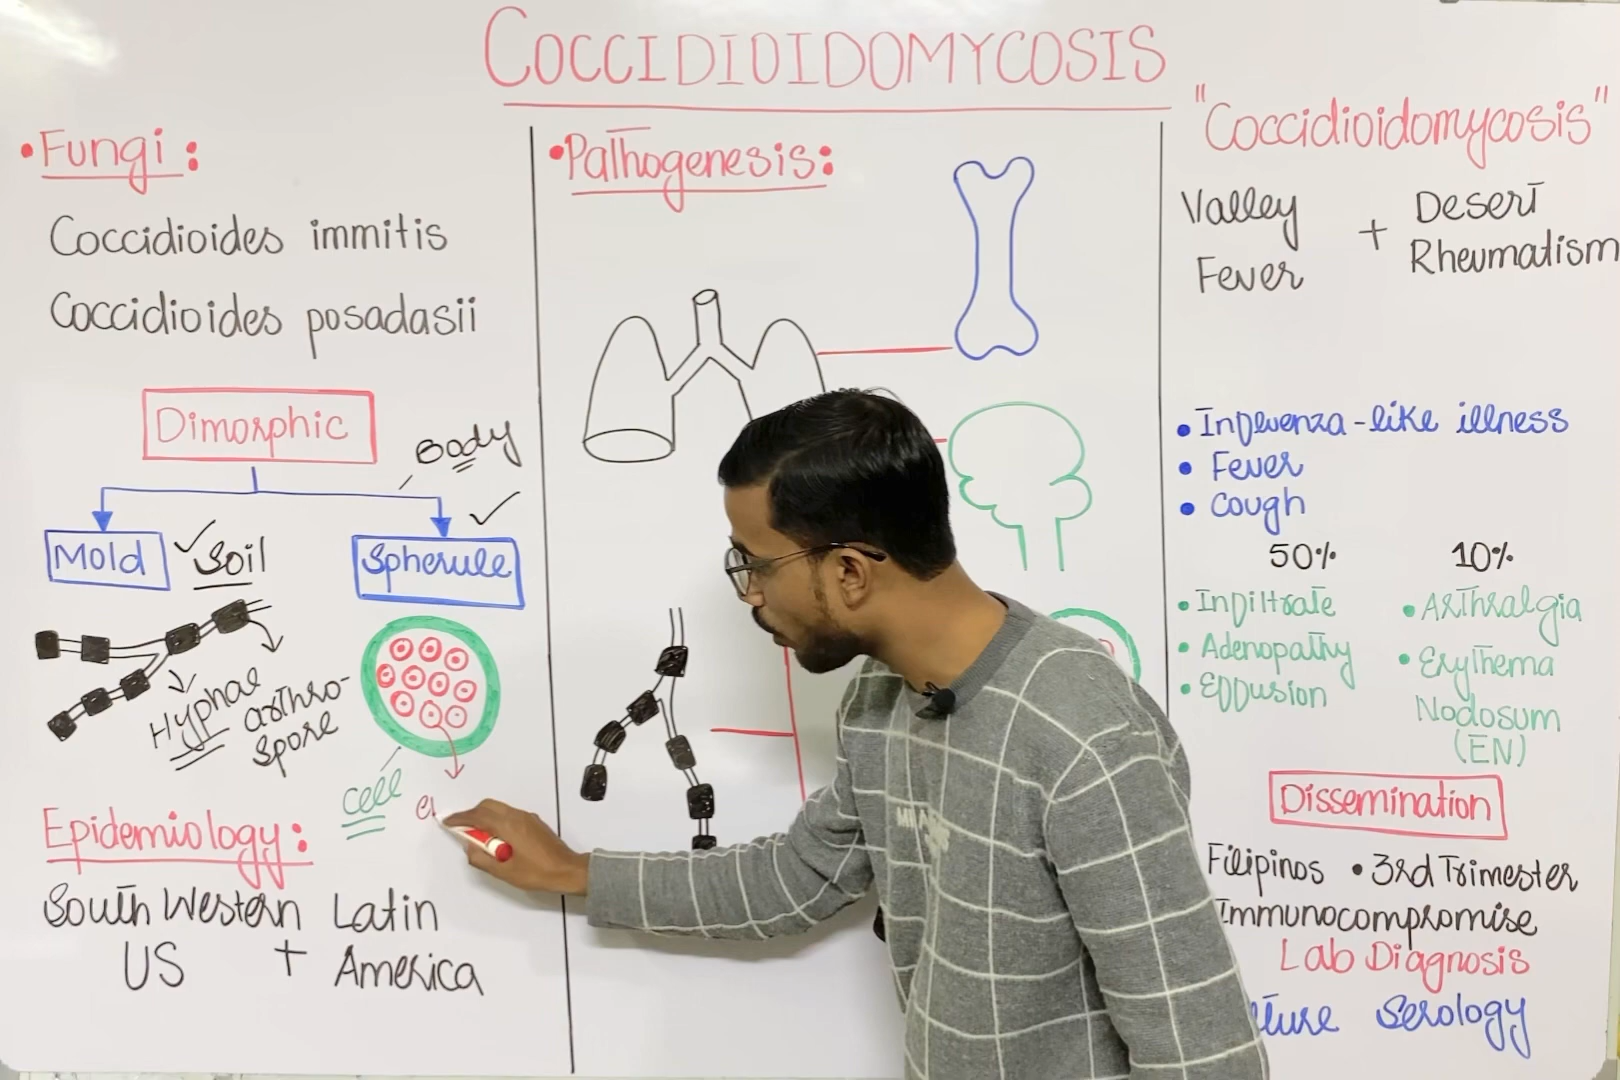 COCCIDIOIDOMYCOSIS
• Fungi:
Coccidioides immitis
Coccidioides posadasii
Dimorphic
Body
Mold
Soil
Spherule
Hyphae
arthro-
spore
cell
Epidemiology:
South Western
US
+
Latin
America
• Pathogenesis:
"Coccidioidomycosis"
Valley
Fever
+
Desert
Rheumatism
• Influenza-like illness
• Fever
• Cough
50%
• Infiltrate
• Adenopathy
• Effusion
10%
• Arthralgia
• Erythema
Nodosum
(EN)
Dissemination
Filipinos • 3rd Trimester
Immunocompromise
Lab Diagnosis
Serology